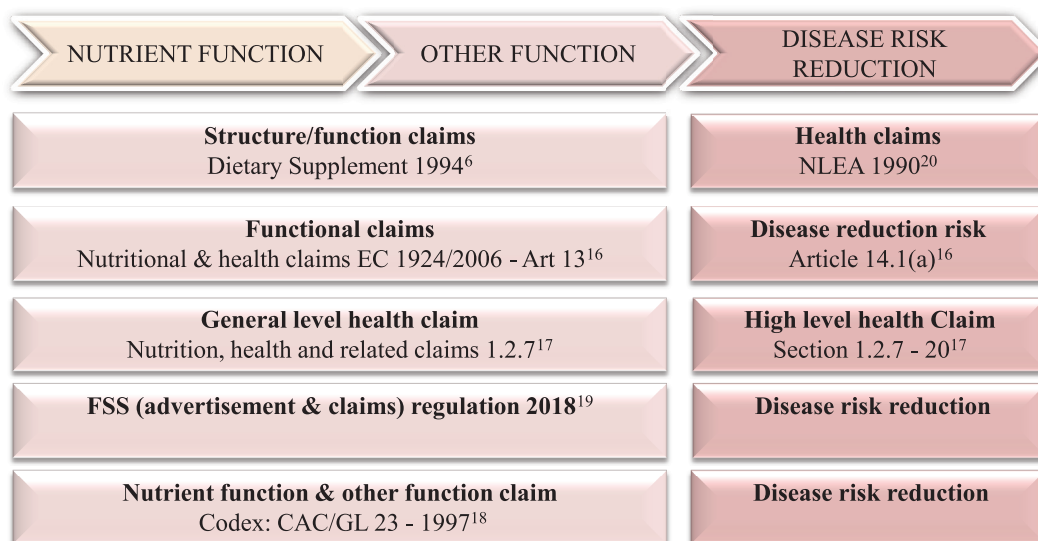 NUTRIENT FUNCTION
OTHER FUNCTION
DISEASE RISK
REDUCTION
Structure/function claims
Dietary Supplement 1994⁶
Health claims
NLEA 1990²⁰
Functional claims
Nutritional & health claims EC 1924/2006 - Art 13¹⁶
Disease reduction risk
Article 14.1(a)¹⁶
General level health claim
Nutrition, health and related claims 1.2.7¹⁷
High level health Claim
Section 1.2.7 - 20¹⁷
FSS (advertisement & claims) regulation 2018¹⁹
Disease risk reduction
Nutrient function & other function claim
Codex: CAC/GL 23 - 1997¹⁸
Disease risk reduction